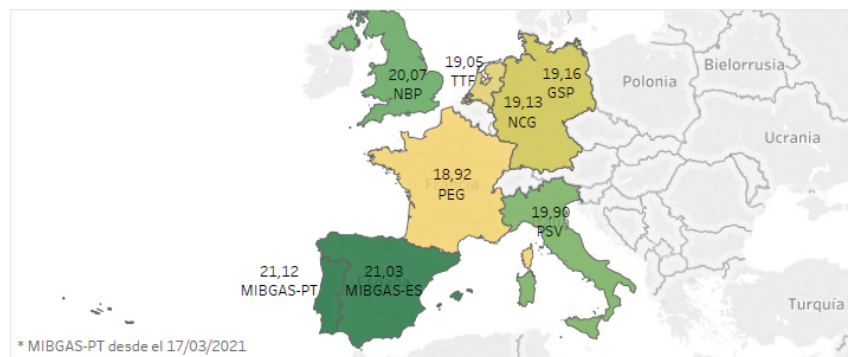 20,07
NBP
19,05
TTF
19,16
GSP
19,13
NCG
Polonia
Bielorrusia
Ucrania
18,92
PEG
19,90
PSV
21,12
MIBGAS-PT
21,03
MIBGAS-ES
Turquía
* MIBGAS-PT desde el 17/03/2021